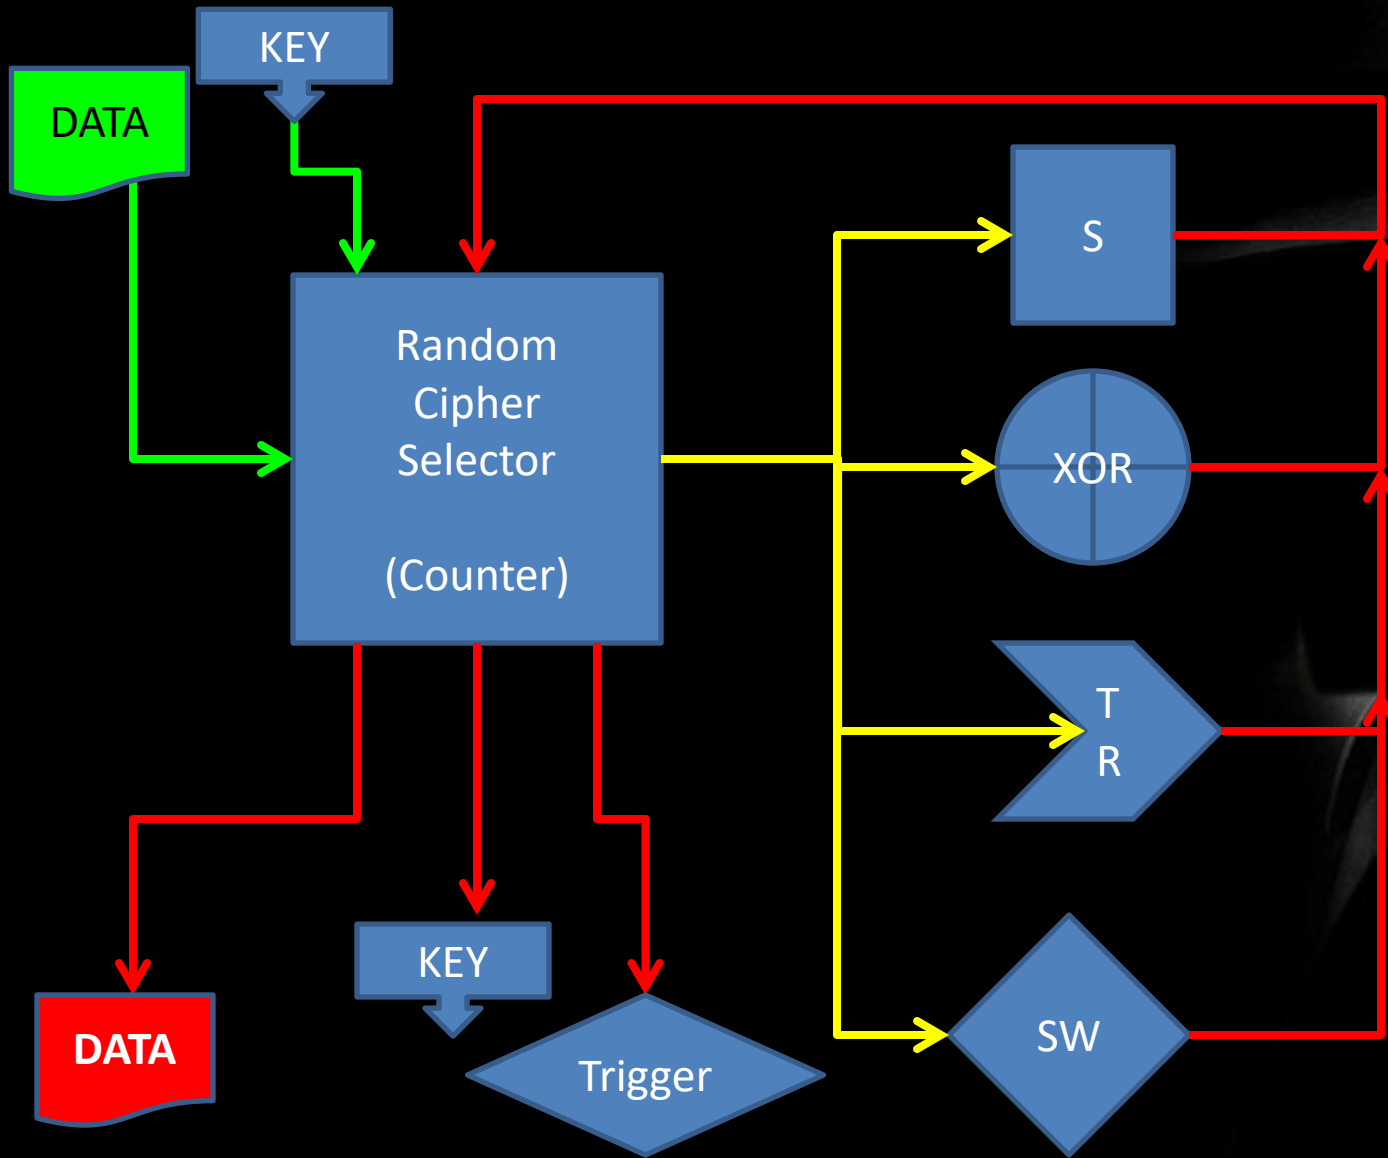 KEY
DATA
Random
Cipher
Selector
(Counter)
S
XOR
T
R
SW
KEY
DATA
Trigger